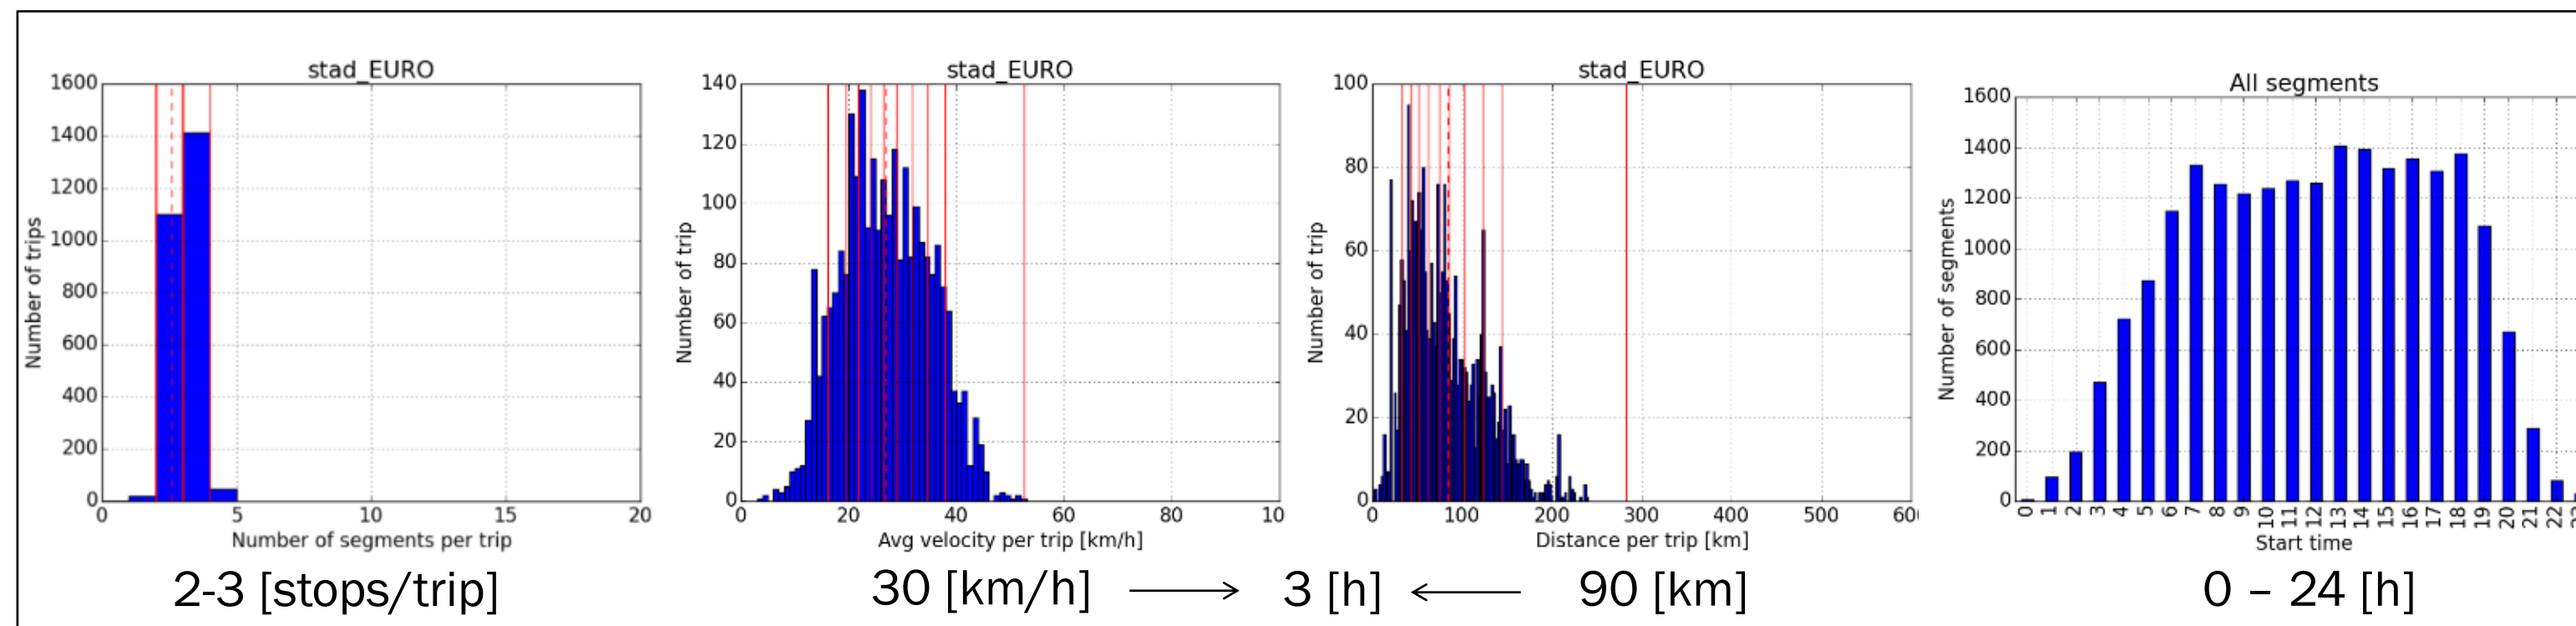 stad_EURO
1600
1400
1200
1000
800
600
400
200
0
Number of trips
0 5 10 15 20
Number of segments per trip
2-3 [stops/trip]
stad_EURO
140
120
100
80
60
40
20
0
Number of trip
0 20 40 60 80 10
Avg velocity per trip [km/h]
30 [km/h]
3 [h]
stad_EURO
100
80
60
40
20
0
Number of trip
0 100 200 300 400 500
Distance per trip [km]
90 [km]
All segments
1600
1400
1200
1000
800
600
400
200
0
Number of segments
0 1 2 3 4 5 6 7 8 9 10 11 12 13 14 15 16 17 18 19 20 21 22
Start time
0 – 24 [h]